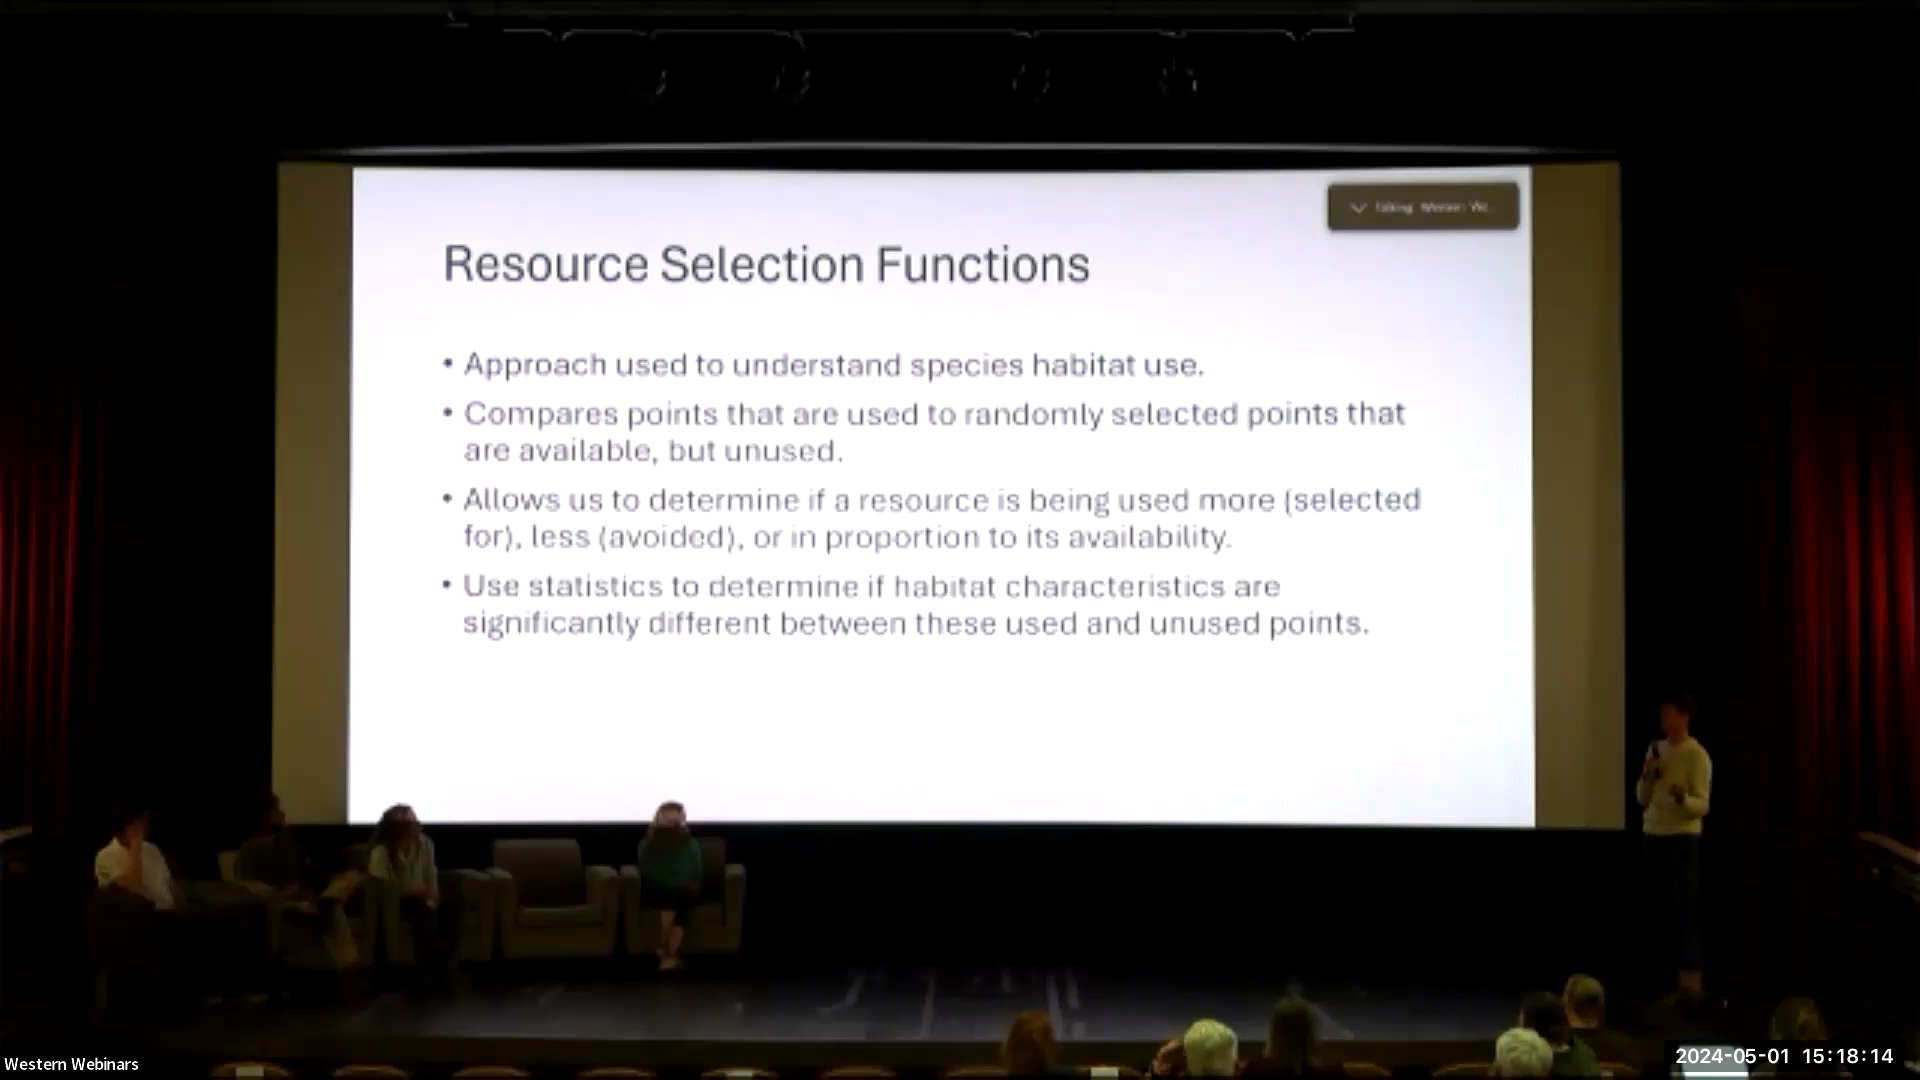 Talking: Western We...
Resource Selection Functions
• Approach used to understand species habitat use.
• Compares points that are used to randomly selected points that
are available, but unused.
• Allows us to determine if a resource is being used more (selected
for), less (avoided), or in proportion to its availability.
• Use statistics to determine if habitat characteristics are
significantly different between these used and unused points.
Western Webinars
2024-05-01 15:18:14